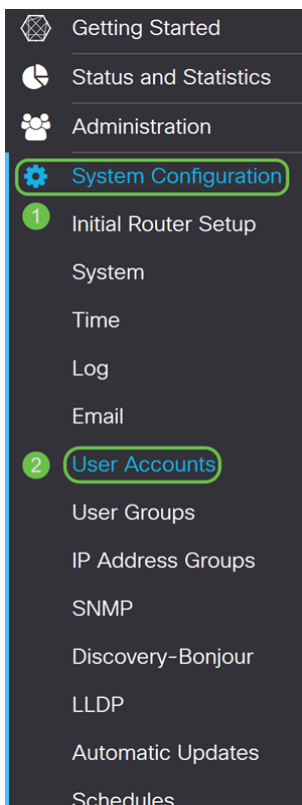 Getting Started
Status and Statistics
Administration
System Configuration
1
Initial Router Setup
System
Time
Log
Email
2 User Accounts
User Groups
IP Address Groups
SNMP
Discovery-Bonjour
LLDP
Automatic Updates
Schedules